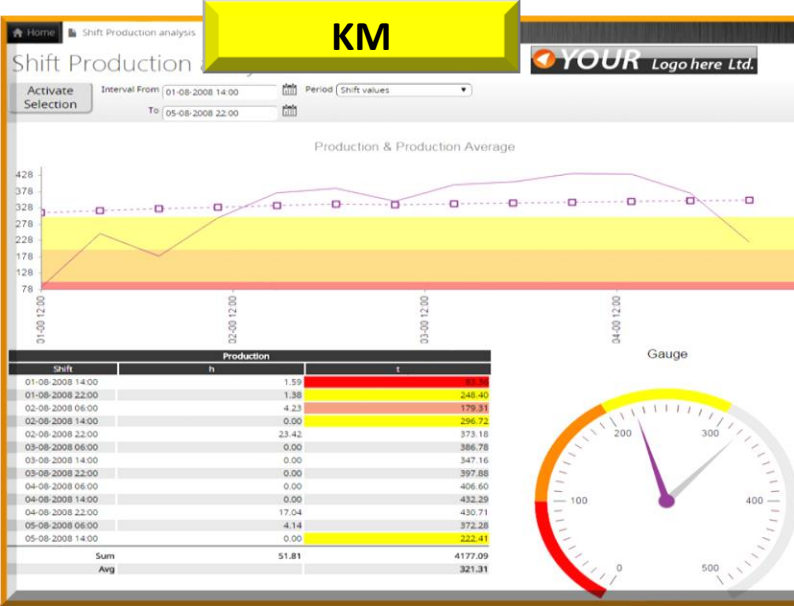 KM
Home Shift Production analysis
Shift Production
YOUR Logo here Ltd.
Activate Selection
Interval From 01-08-2008 14:00 Period Shift values
To 05-08-2008 22:00
Production & Production Average
428
378
328
278
228
178
128
78
01-00 12:00 02-00 12:00 03-00 12:00 04-00 12:00
Production
Shift h t
01-08-2008 14:00 1.59 83.36
01-08-2008 22:00 1.38 248.40
02-08-2008 06:00 4.23 179.31
02-08-2008 14:00 0.00 296.72
02-08-2008 22:00 23.42 373.18
03-08-2008 06:00 0.00 386.78
03-08-2008 14:00 0.00 347.16
03-08-2008 22:00 0.00 397.88
04-08-2008 06:00 0.00 406.60
04-08-2008 14:00 0.00 432.29
04-08-2008 22:00 17.04 430.71
05-08-2008 06:00 4.14 372.28
05-08-2008 14:00 0.00 222.41
Sum 51.81 4177.09
Avg 321.31
Gauge
200 300
100 400
0 500